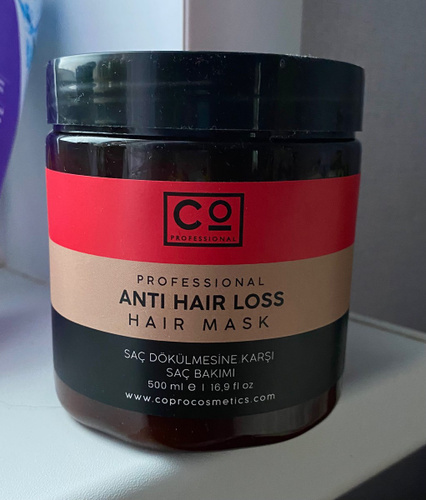 CO
PROFESSIONAL
PROFESSIONAL
ANTI HAIR LOSS
HAIR MASK
SAÇ DÖKÜLMESİNE KARŞI
SAÇ BAKIMI
500 ml ℮ | 16,9 fl oz
www.coprocosmetics.com